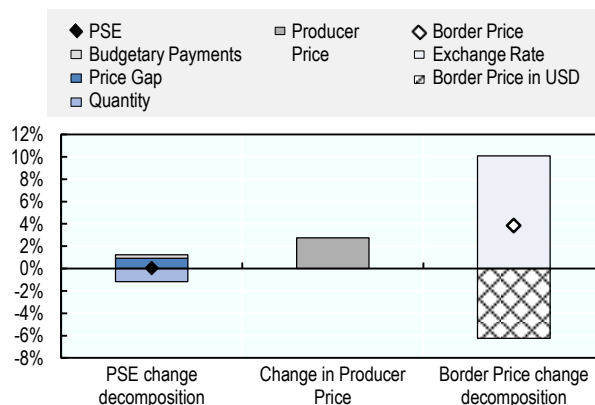 PSE
Budgetary Payments
Price Gap
Quantity
Producer
Price
Border Price
Exchange Rate
Border Price in USD
12%
10%
8%
6%
4%
2%
0%
-2%
-4%
-6%
-8%
PSE change
decomposition
Change in Producer
Price
Border Price change
decomposition